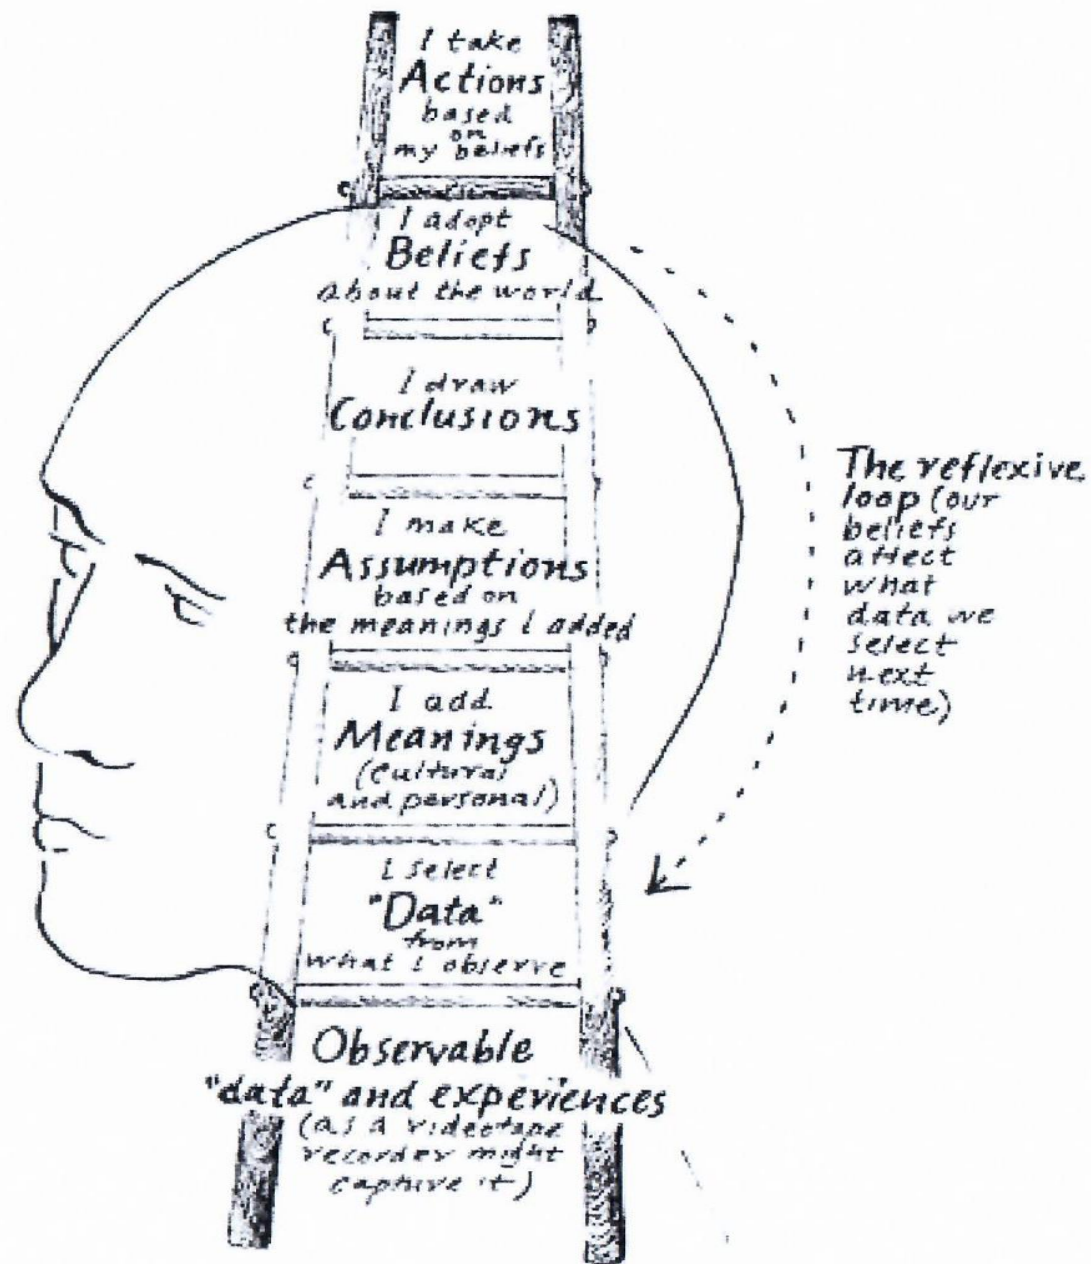 I take
Actions
based
on
my beliefs
I adopt
Beliefs
about the world
I draw
Conclusions
I make
Assumptions
based on
the meanings I added
I add
Meanings
(cultural
and personal)
I select
"Data"
from
what I observe
Observable
"data" and experiences
(as a videotape
recorder might
capture it)
The reflexive
loop (our
beliefs
affect
what
data we
select
next
time)